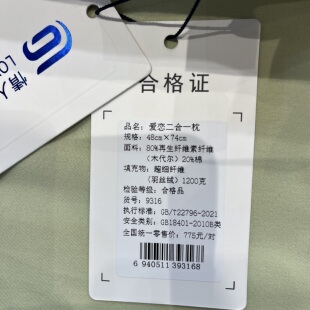 情人
LO
合格证
品名：爱恋二合一枕
规格：48cm×74cm
面料：80%再生纤维素纤维
（木代尔）20%棉
填充物：超细纤维
（羽丝绒）1200克
检验等级：合格品
货号：9316
执行标准：GB/T22796-2021
安全类别：GB18401-2010B类
全国统一零售价：775元/对
6 940511 393168